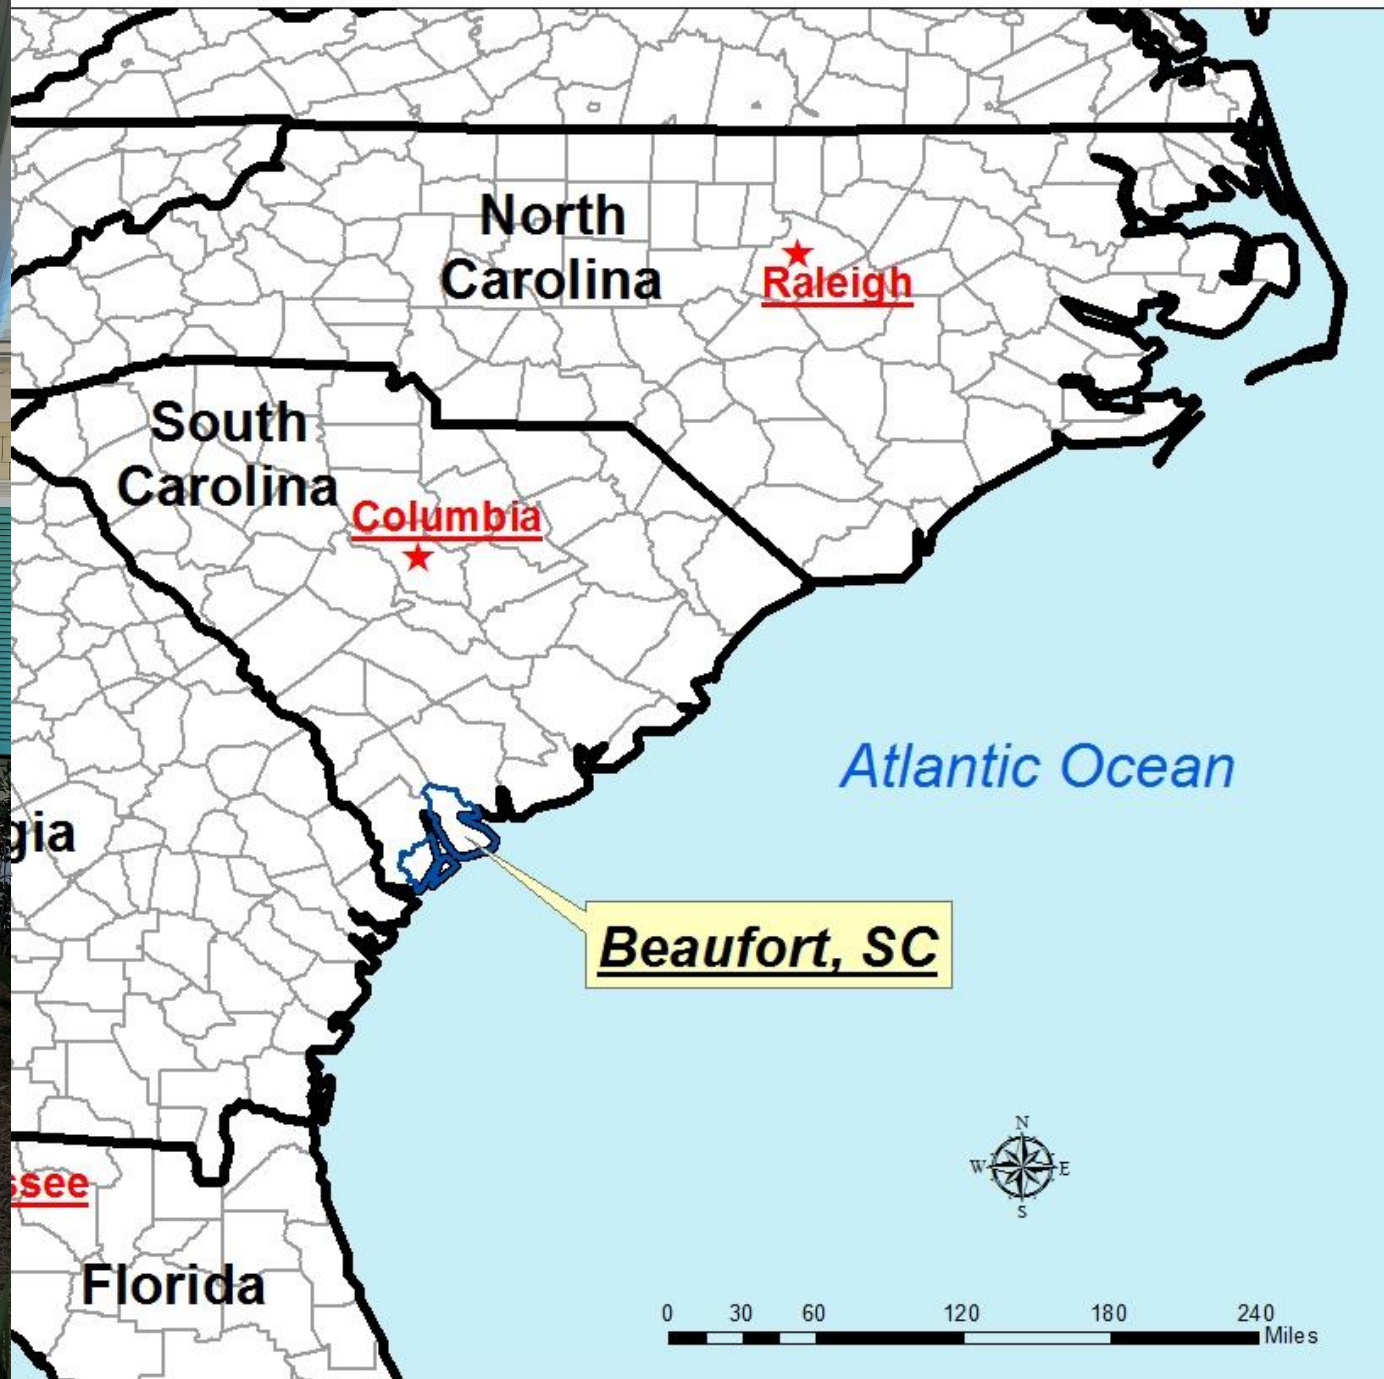 North
Carolina
Raleigh
South
Carolina
Columbia
Atlantic Ocean
gia
Beaufort, SC
N
W E
S
ssee
Florida
0 30 60 120 180 240
Miles